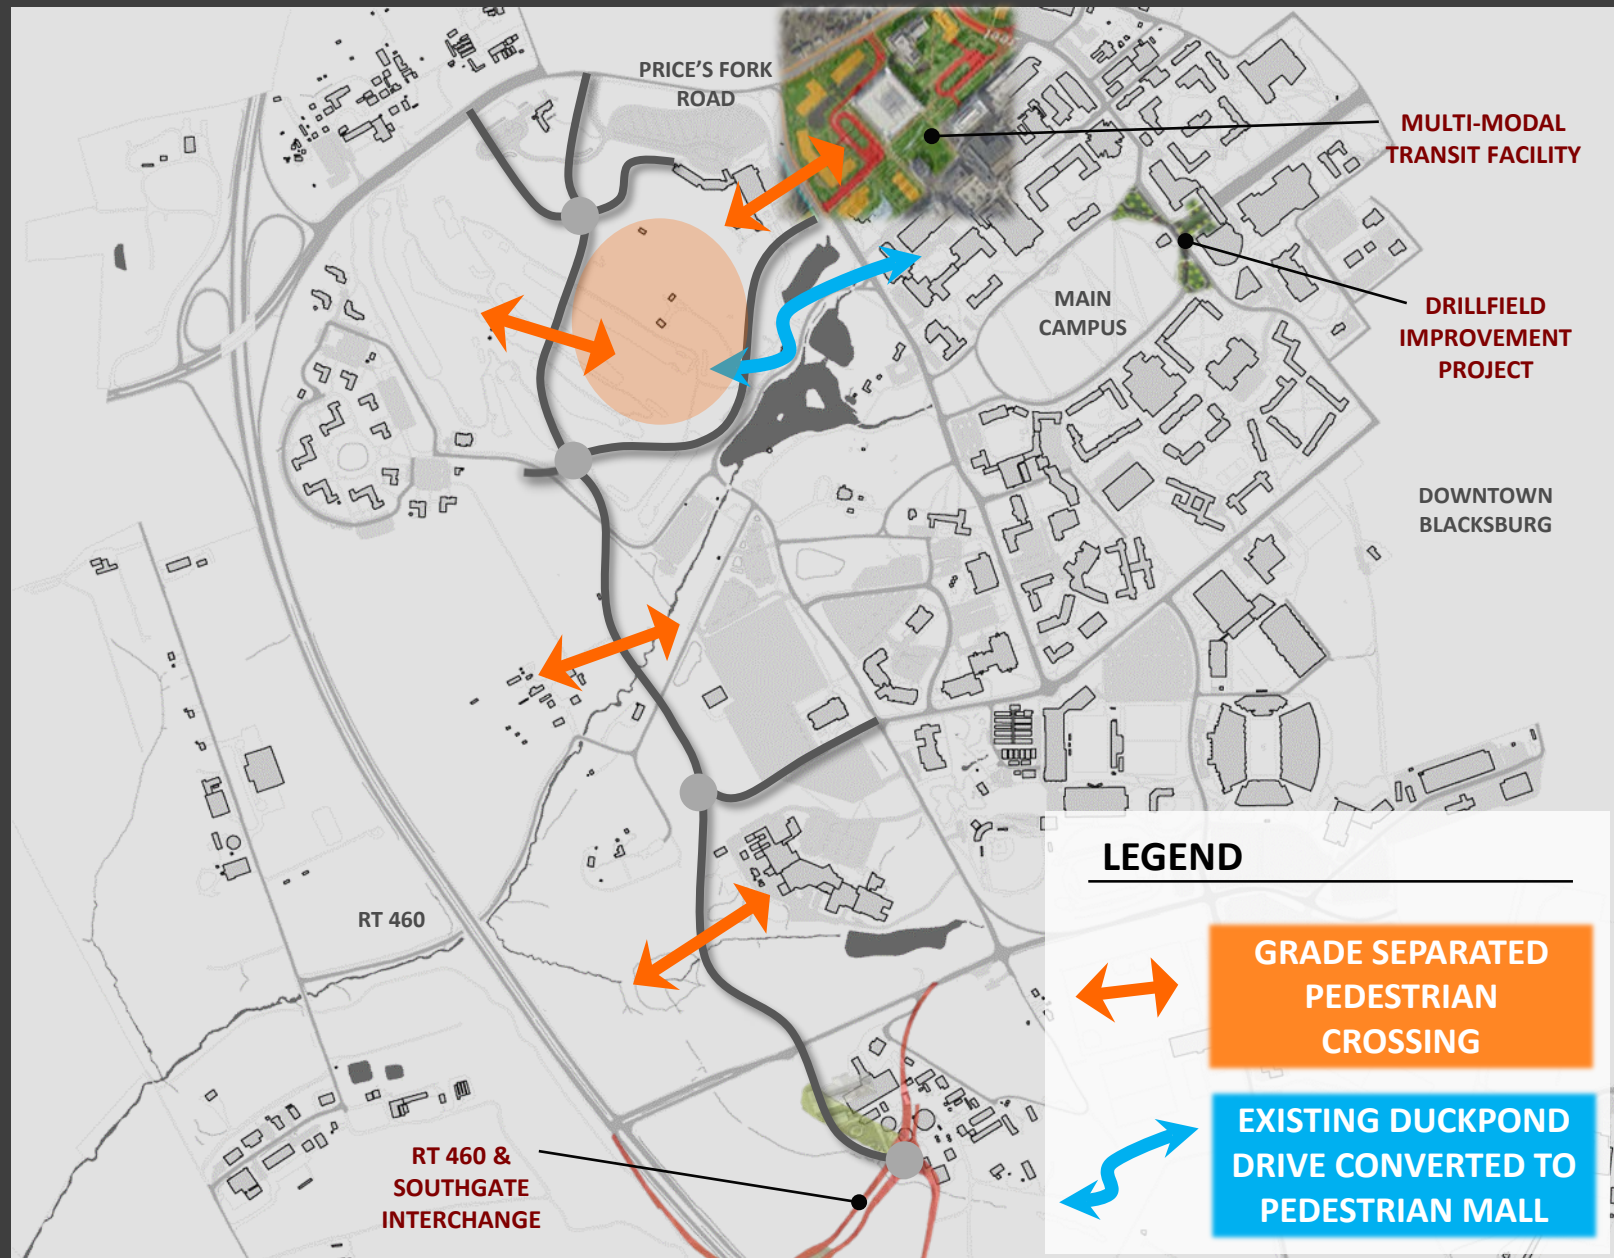 PRICE'S FORK
ROAD
MULTI-MODAL
TRANSIT FACILITY
MAIN
CAMPUS
DRILLFIELD
IMPROVEMENT
PROJECT
DOWNTOWN
BLACKSBURG
RT 460
RT 460 &
SOUTHGATE
INTERCHANGE
LEGEND
GRADE SEPARATED
PEDESTRIAN
CROSSING
EXISTING DUCKPOND
DRIVE CONVERTED TO
PEDESTRIAN MALL